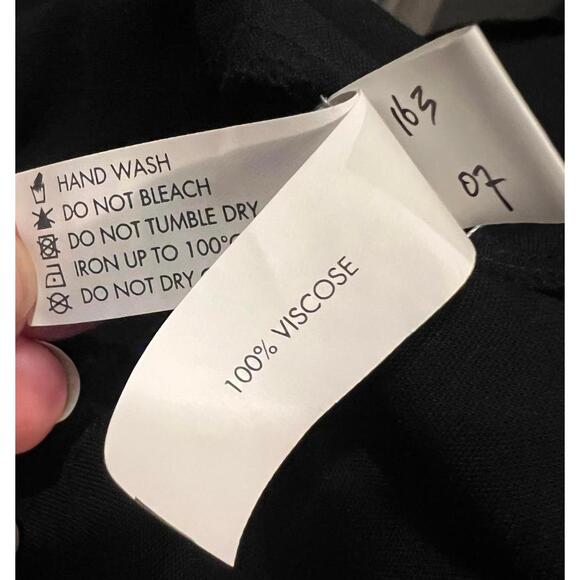 HAND WASH
DO NOT BLEACH
DO NOT TUMBLE DRY
IRON UP TO 100°
DO NOT DRY
100% VISCOSE
163
07